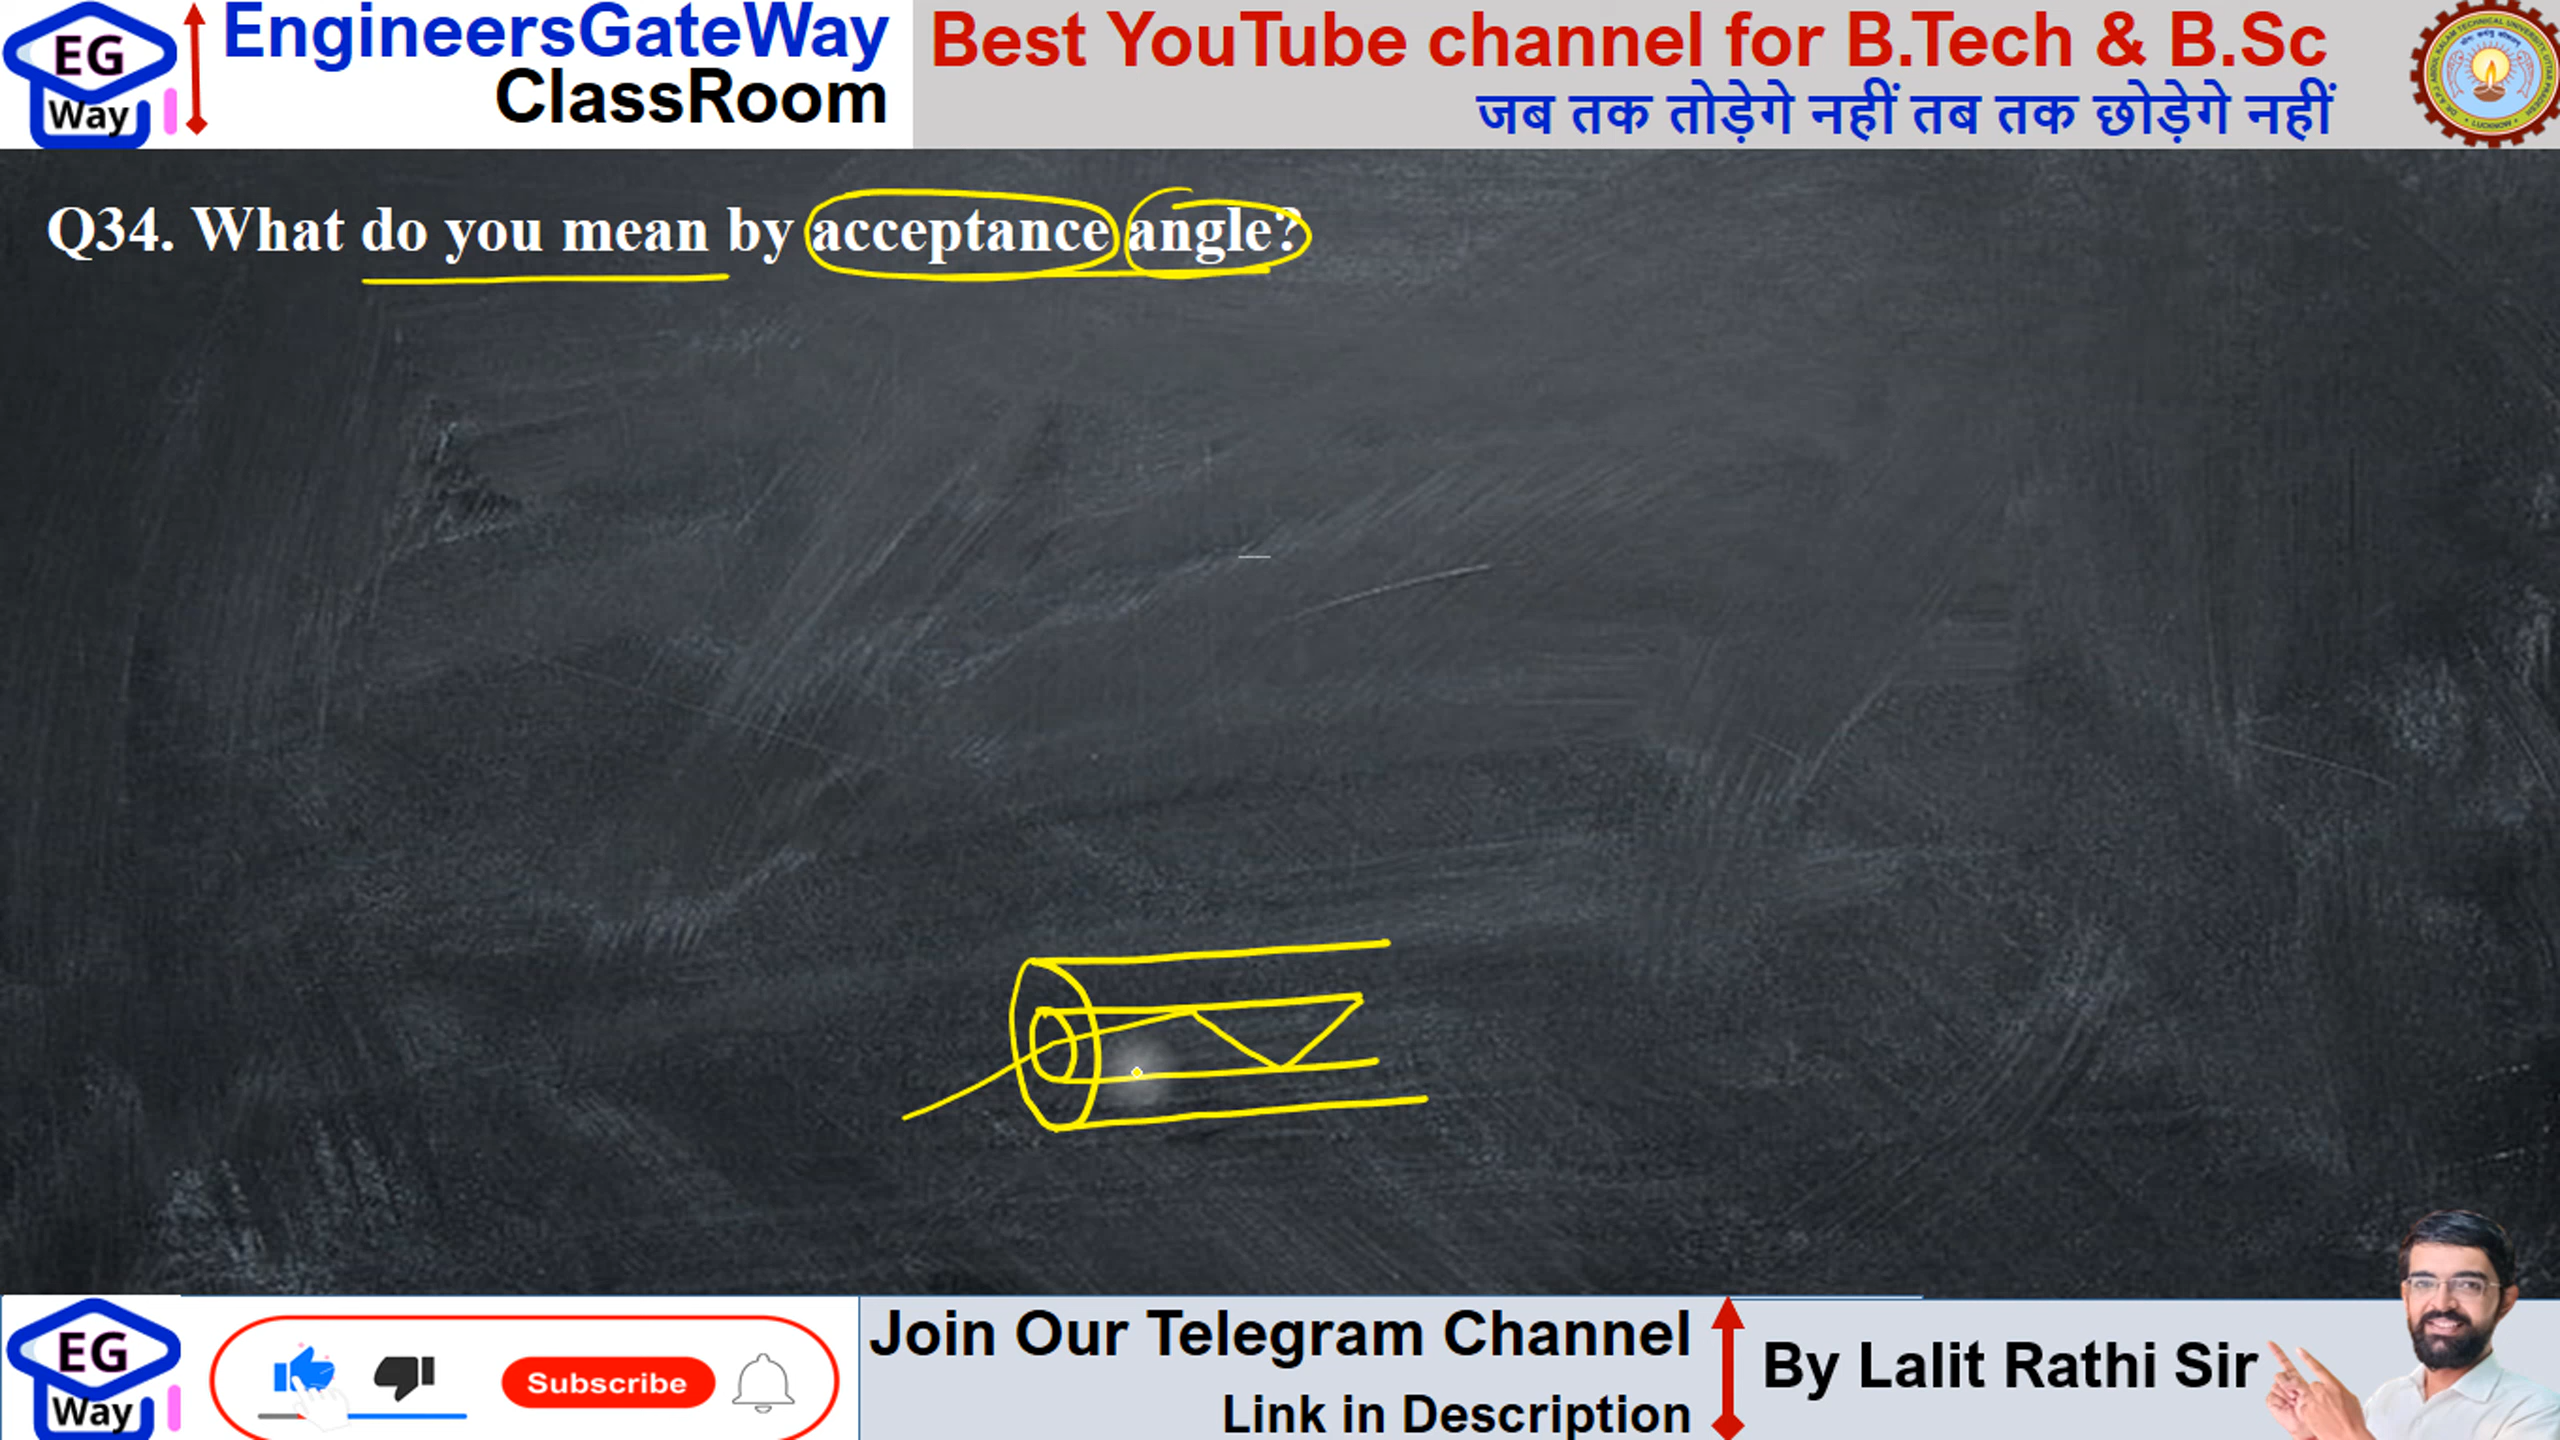 EG
Way
EngineersGateWay
ClassRoom
Best YouTube channel for B.Tech & B.Sc
जब तक तोड़ेगे नहीं तब तक छोड़ेगे नहीं
Q34. What do you mean by acceptance angle?
EG
Way
Subscribe
Join Our Telegram Channel
Link in Description
By Lalit Rathi Sir